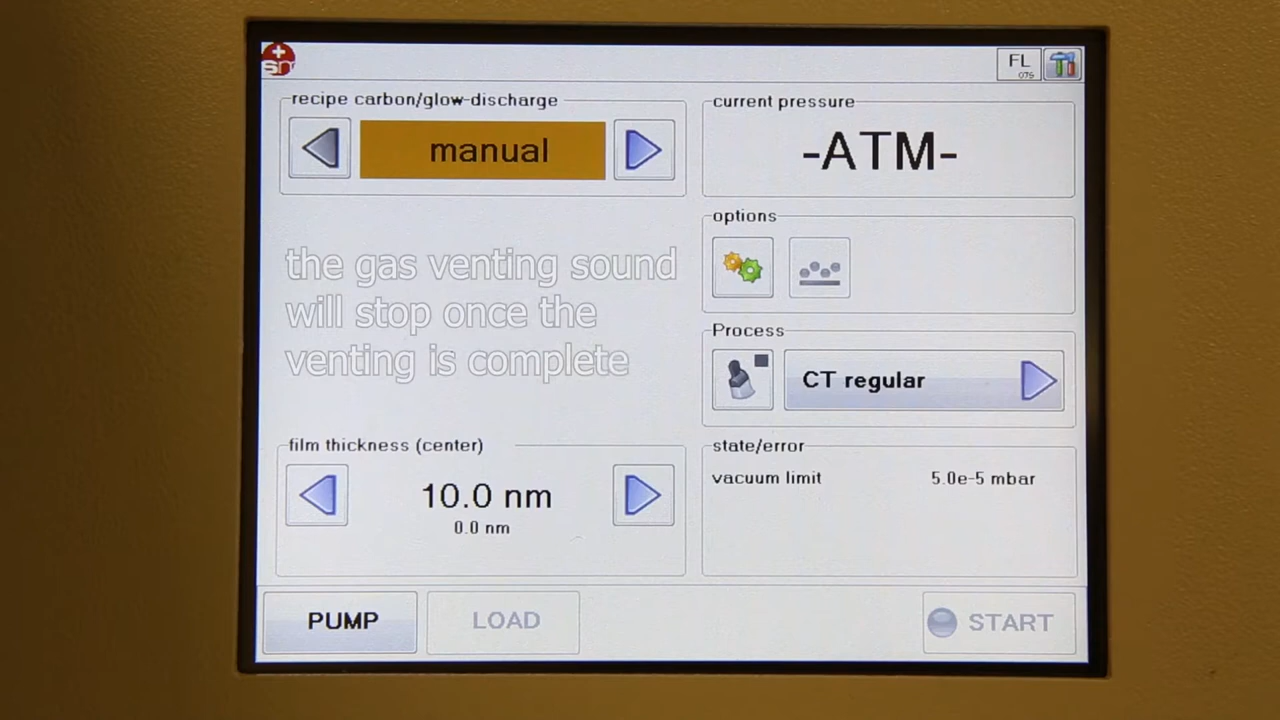 FL
075
recipe carbon/glow-discharge
manual
current pressure
-ATM-
options
the gas venting sound
will stop once the
venting is complete
Process
CT regular
film thickness (center)
10.0 nm
0.0 nm
state/error
vacuum limit 5.0e-5 mbar
PUMP
LOAD
START